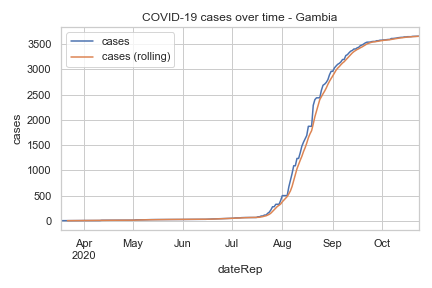 COVID-19 cases over time - Gambia
cases
cases (rolling)
3500
3000
2500
2000
1500
1000
500
0
cases
Apr May Jun Jul Aug Sep Oct
2020
dateRep